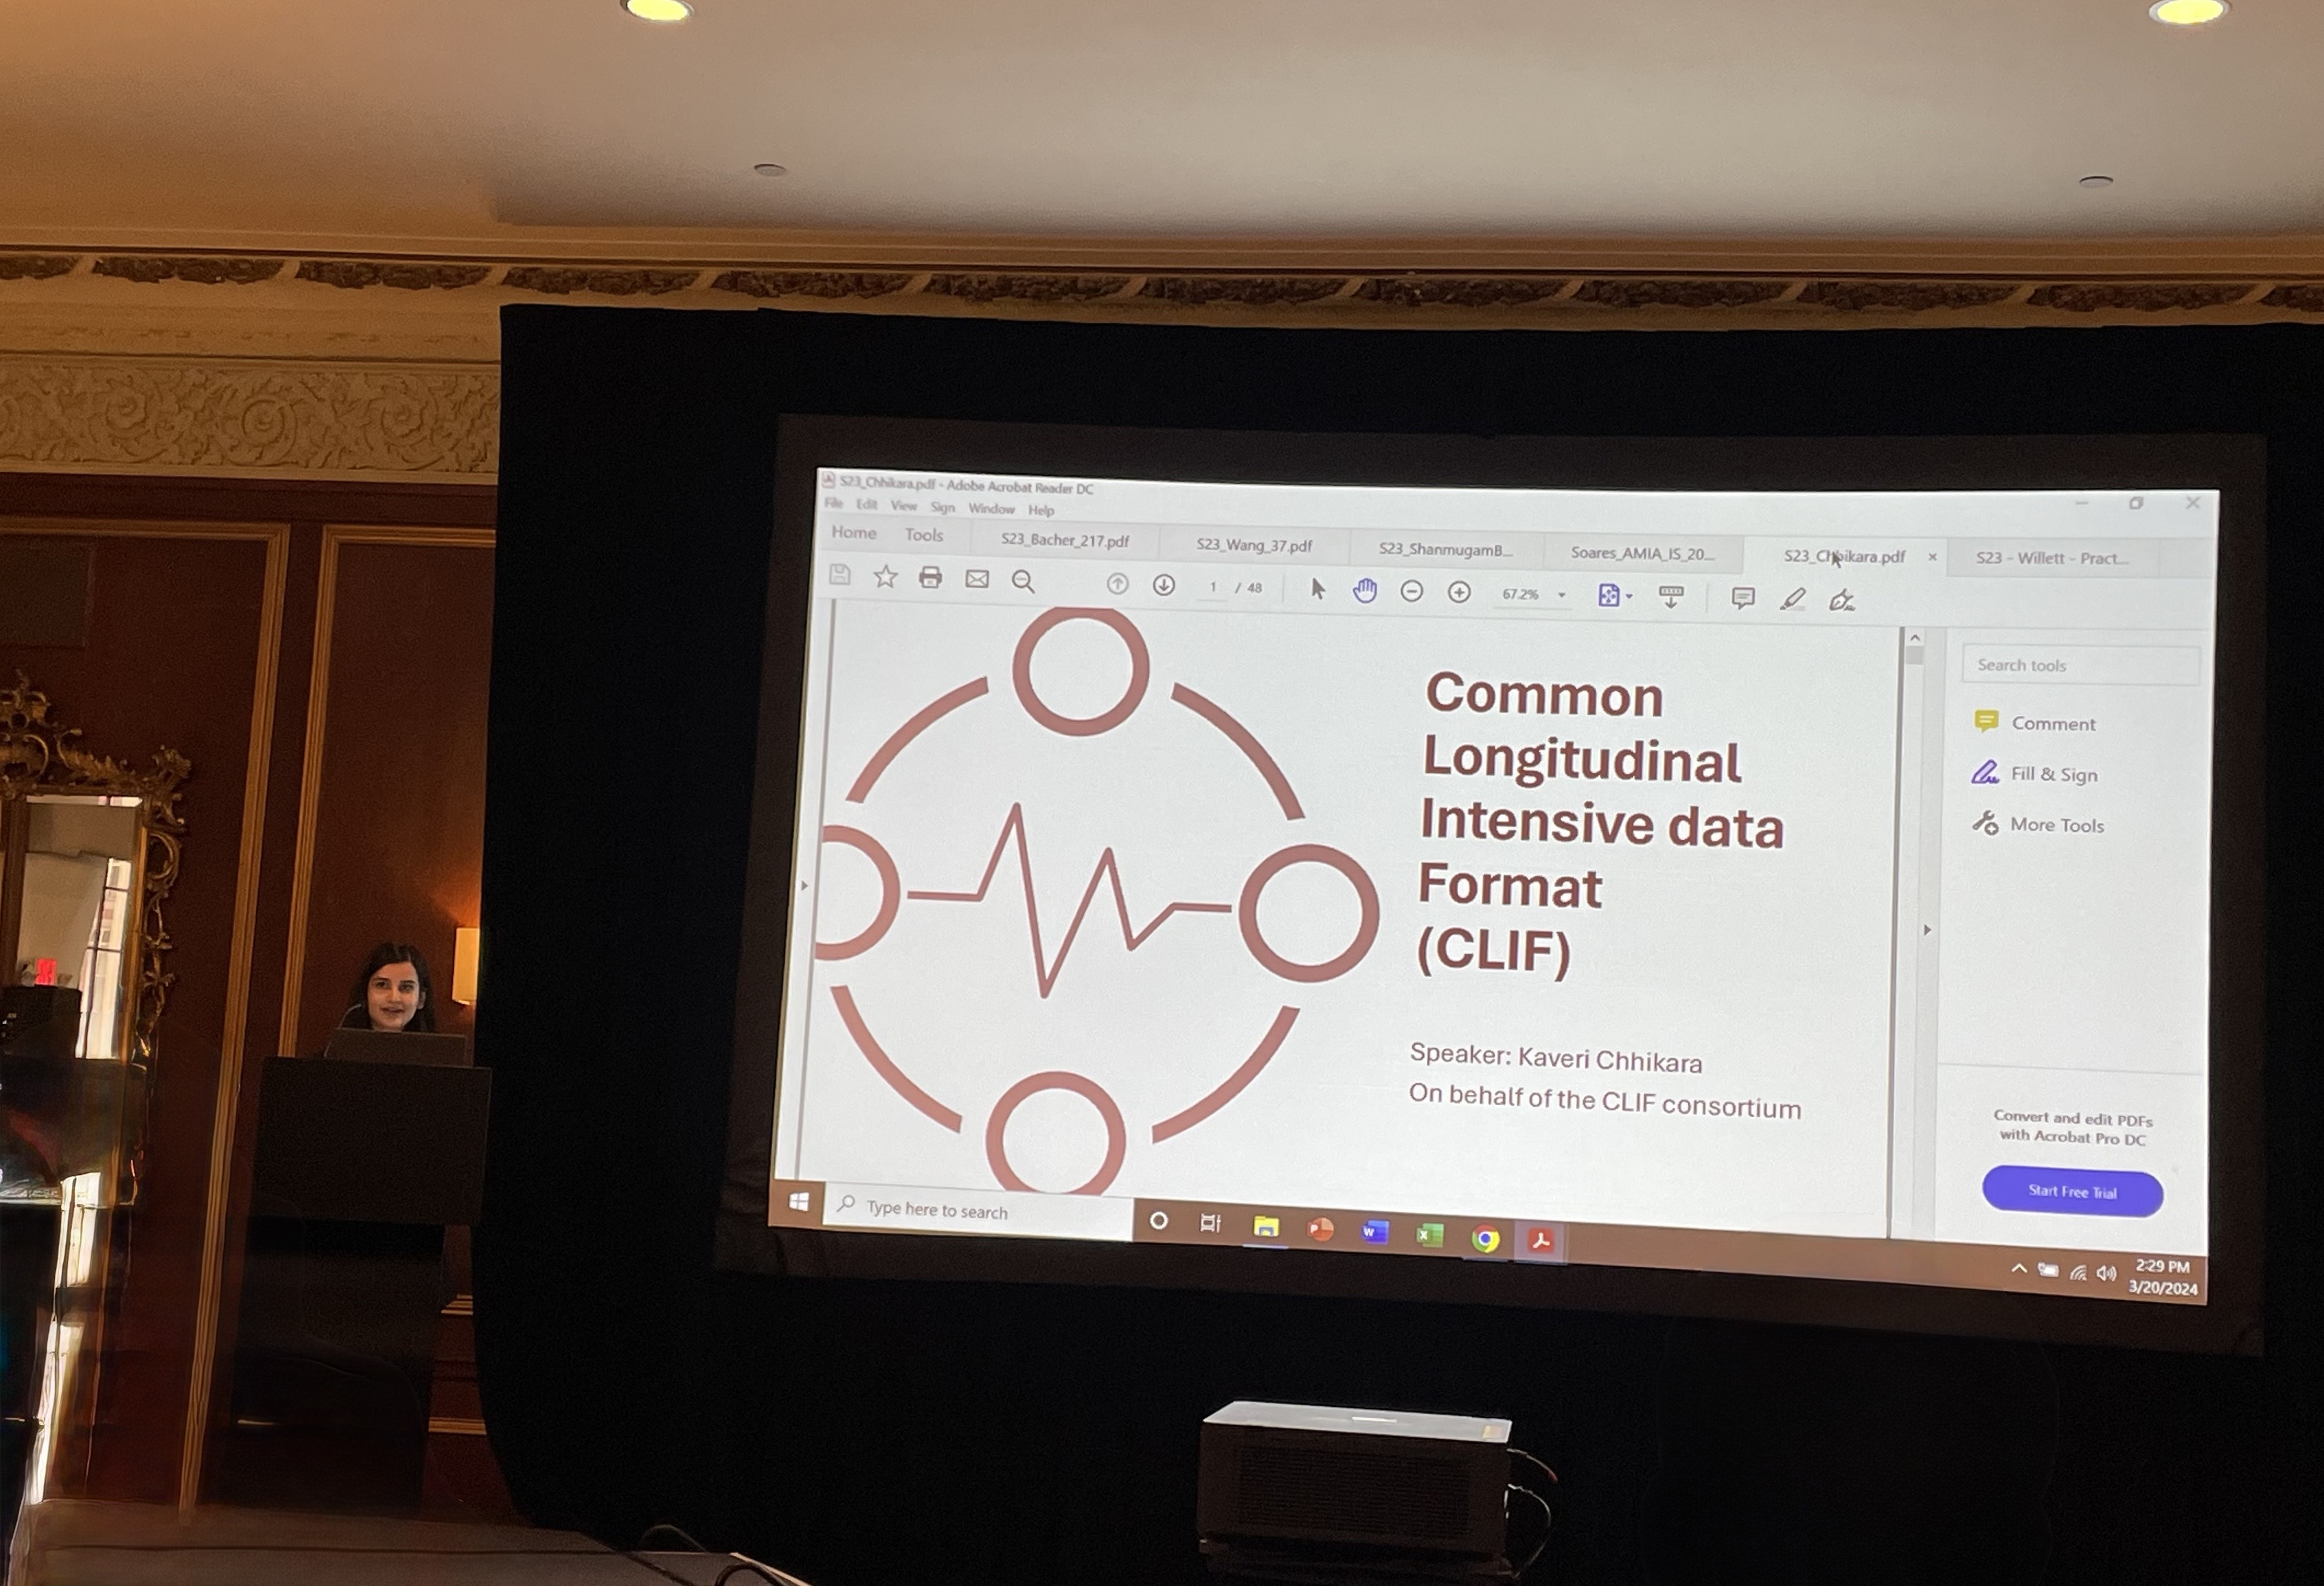 S23_Chhikara.pdf - Adobe Acrobat Reader DC
File Edit View Sign Window Help
Home Tools S23_Bacher_217.pdf S23_Wang_37.pdf S23_ShanmugamB... Soares_AMIA_IS_20... S23_Chhikara.pdf × S23 - Willett - Pract...
1 / 48 67.2%
Search tools
Comment
Fill & Sign
More Tools
Common
Longitudinal
Intensive data
Format
(CLIF)
Speaker: Kaveri Chhikara
On behalf of the CLIF consortium
Convert and edit PDFs
with Acrobat Pro DC
Start Free Trial
Type here to search
2:29 PM
3/20/2024